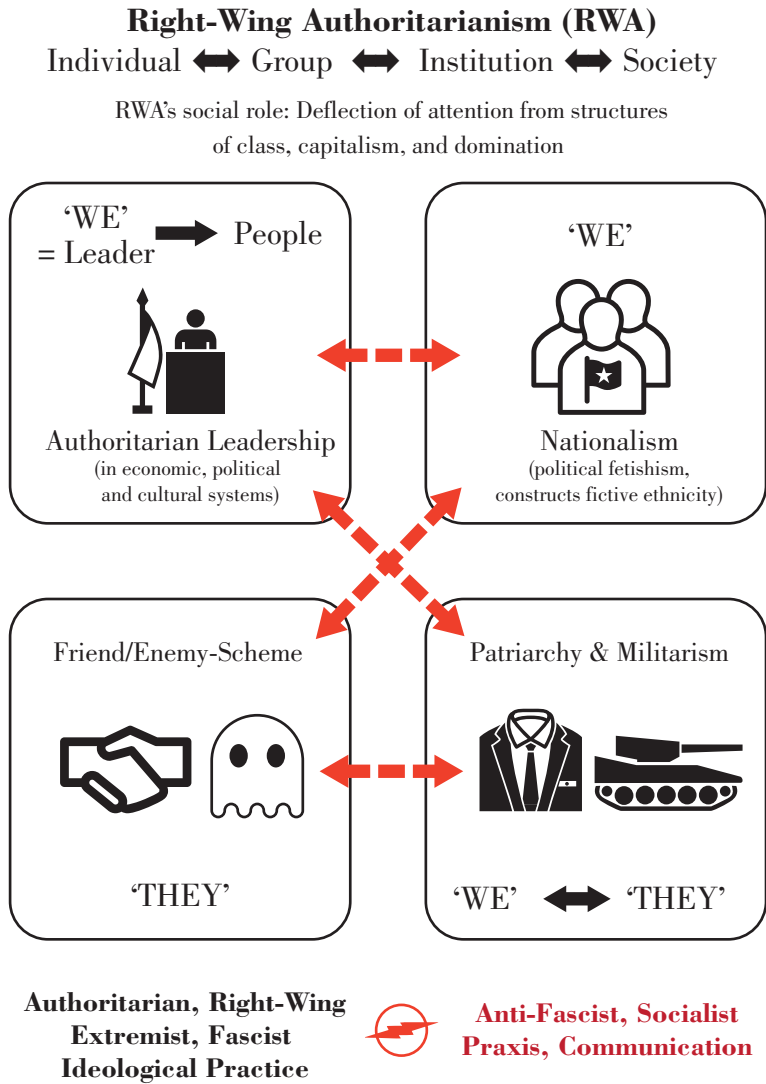 Right-Wing Authoritarianism (RWA)
Individual Group Institution Society
RWA’s social role: Deflection of attention from structures
of class, capitalism, and domination
‘WE’
= Leader People
Authoritarian Leadership
(in economic, political
and cultural systems)
‘WE’
Nationalism
(political fetishism,
constructs fictive ethnicity)
Friend/Enemy-Scheme
‘THEY’
Patriarchy & Militarism
‘WE’ ‘THEY’
Authoritarian, Right-Wing
Extremist, Fascist
Ideological Practice
Anti-Fascist, Socialist
Praxis, Communication